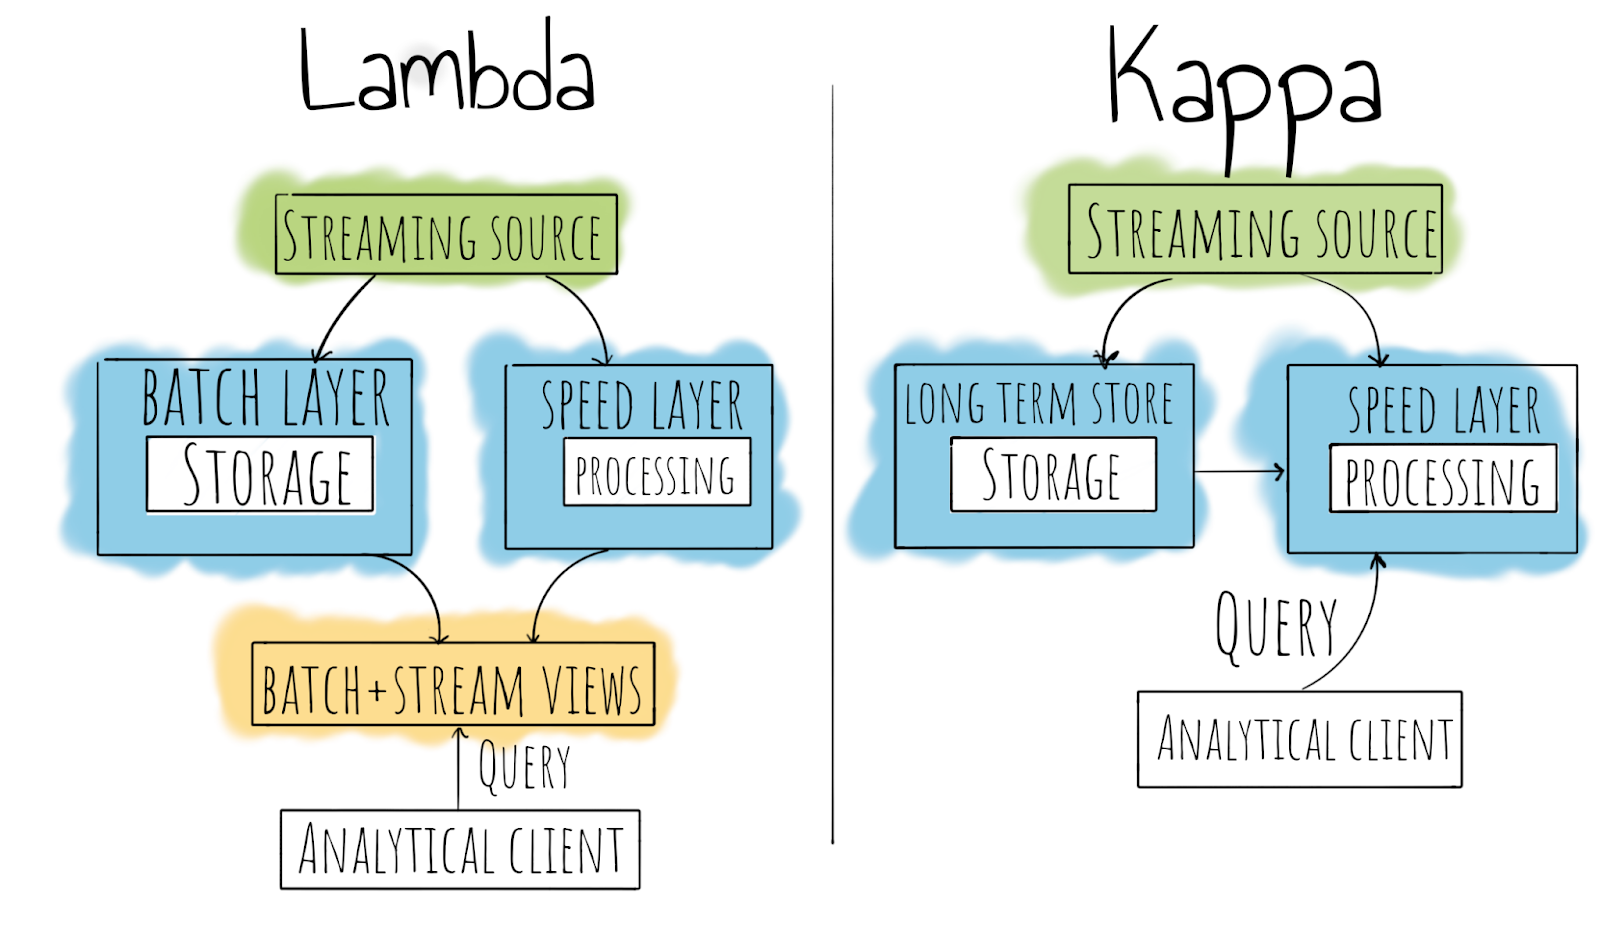 Lambda
STREAMING SOURCE
BATCH LAYER
STORAGE
SPEED LAYER
PROCESSING
BATCH+STREAM VIEWS
QUERY
ANALYTICAL CLIENT
Kappa
STREAMING SOURCE
LONG TERM STORE
STORAGE
SPEED LAYER
PROCESSING
QUERY
ANALYTICAL CLIENT